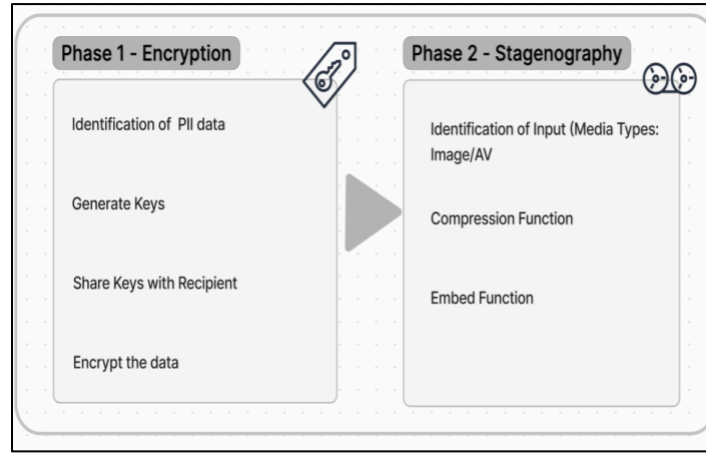 Phase 1 - Encryption
Identification of PII data
Generate Keys
Share Keys with Recipient
Encrypt the data
Phase 2 - Stagenography
Identification of Input (Media Types:
Image/AV
Compression Function
Embed Function